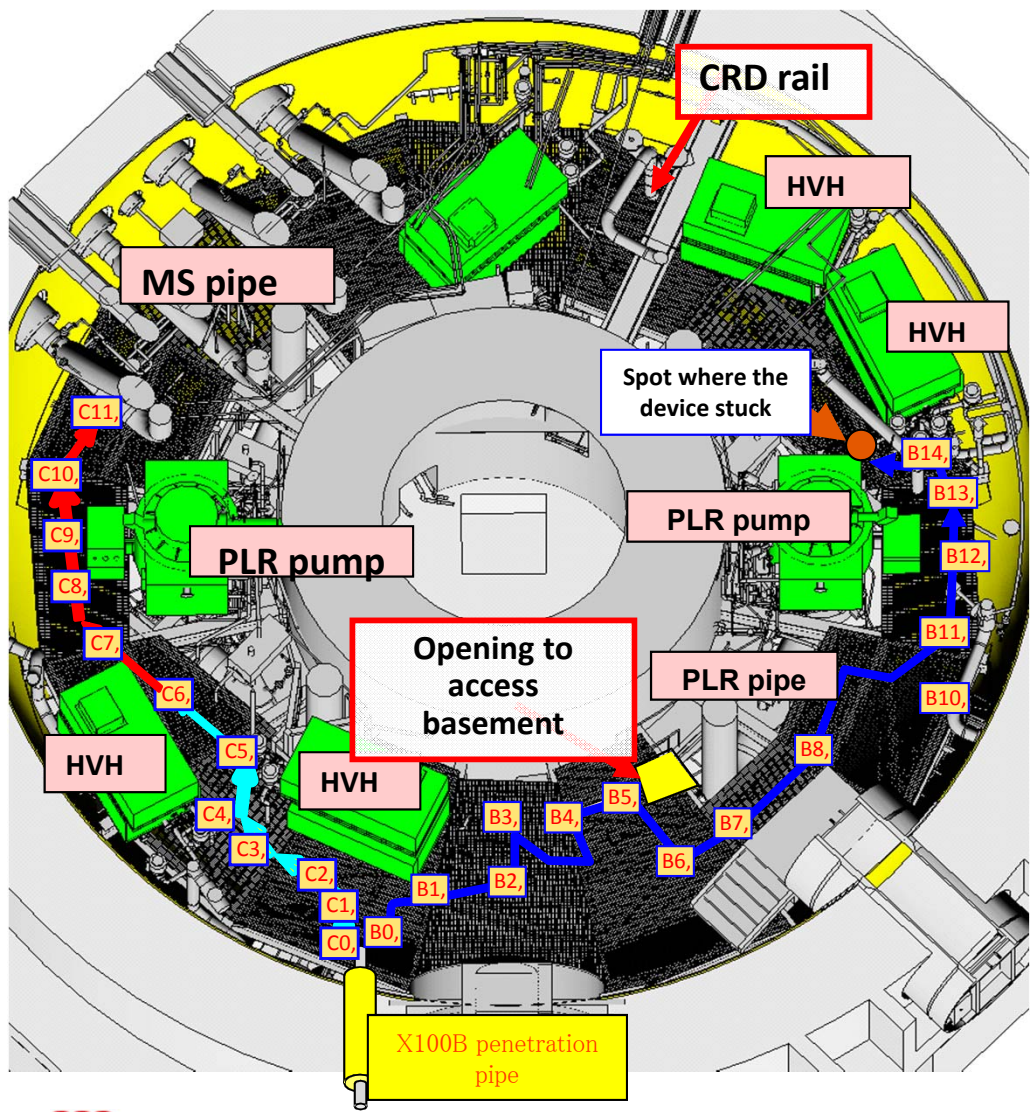 CRD rail
HVH
MS pipe
HVH
Spot where the
device stuck
C11,
B14,
C10,
B13,
PLR pump
C9,
PLR pump
B12,
C8,
C7,
B11,
Opening to
access
basement
PLR pipe
C6,
B10,
C5,
B8,
HVH
HVH
B5,
C4,
B3,
B4,
B7,
C3,
B6,
C2,
B1,
B2,
C1,
B0,
C0,
X100B penetration
pipe